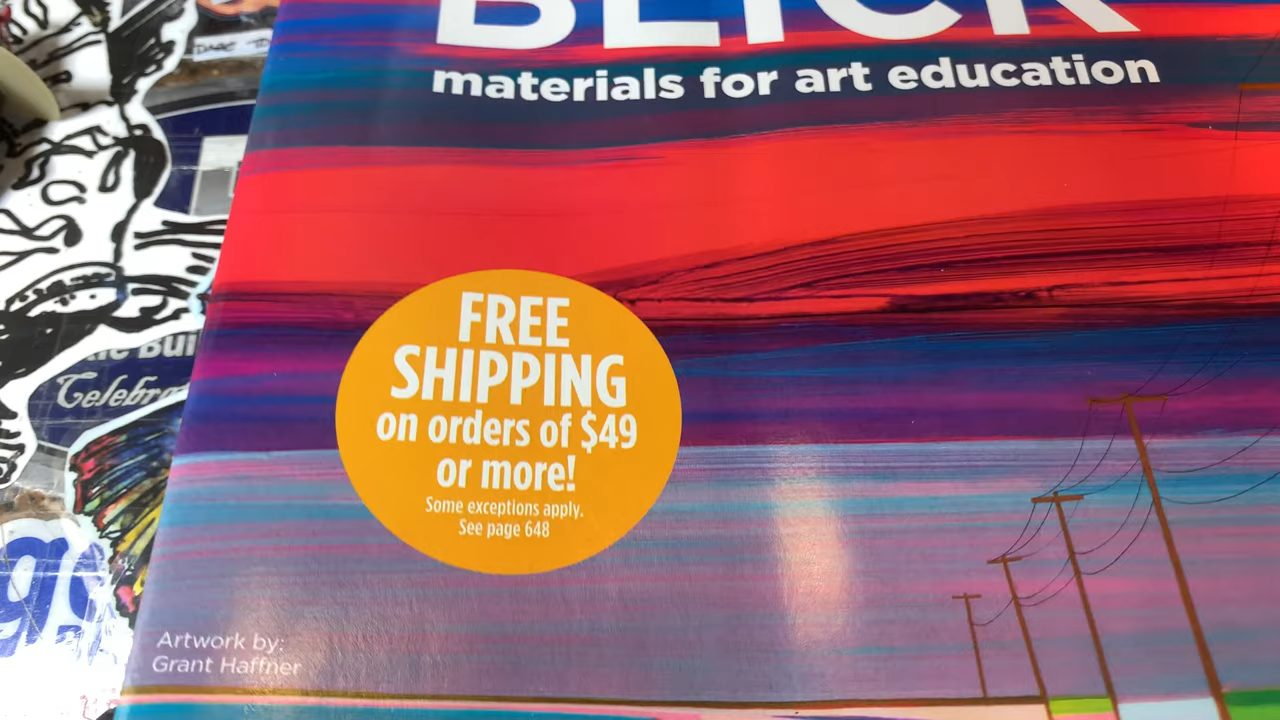 BLICK
materials for art education
FREE
SHIPPING
on orders of $49
or more!
Some exceptions apply.
See page 648
Artwork by:
Grant Haffner